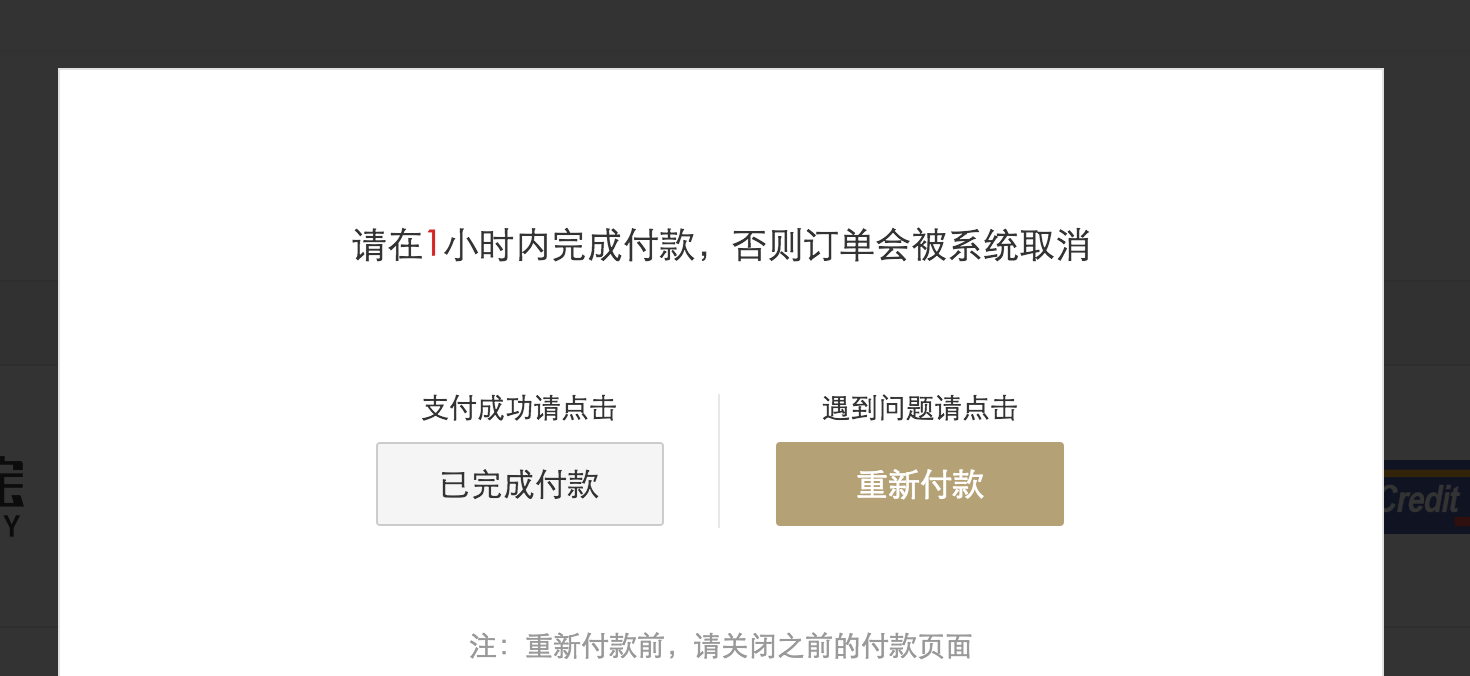 请在1小时内完成付款，否则订单会被系统取消
支付成功请点击
遇到问题请点击
已完成付款
重新付款
Y
Credit
注：重新付款前，请关闭之前的付款页面